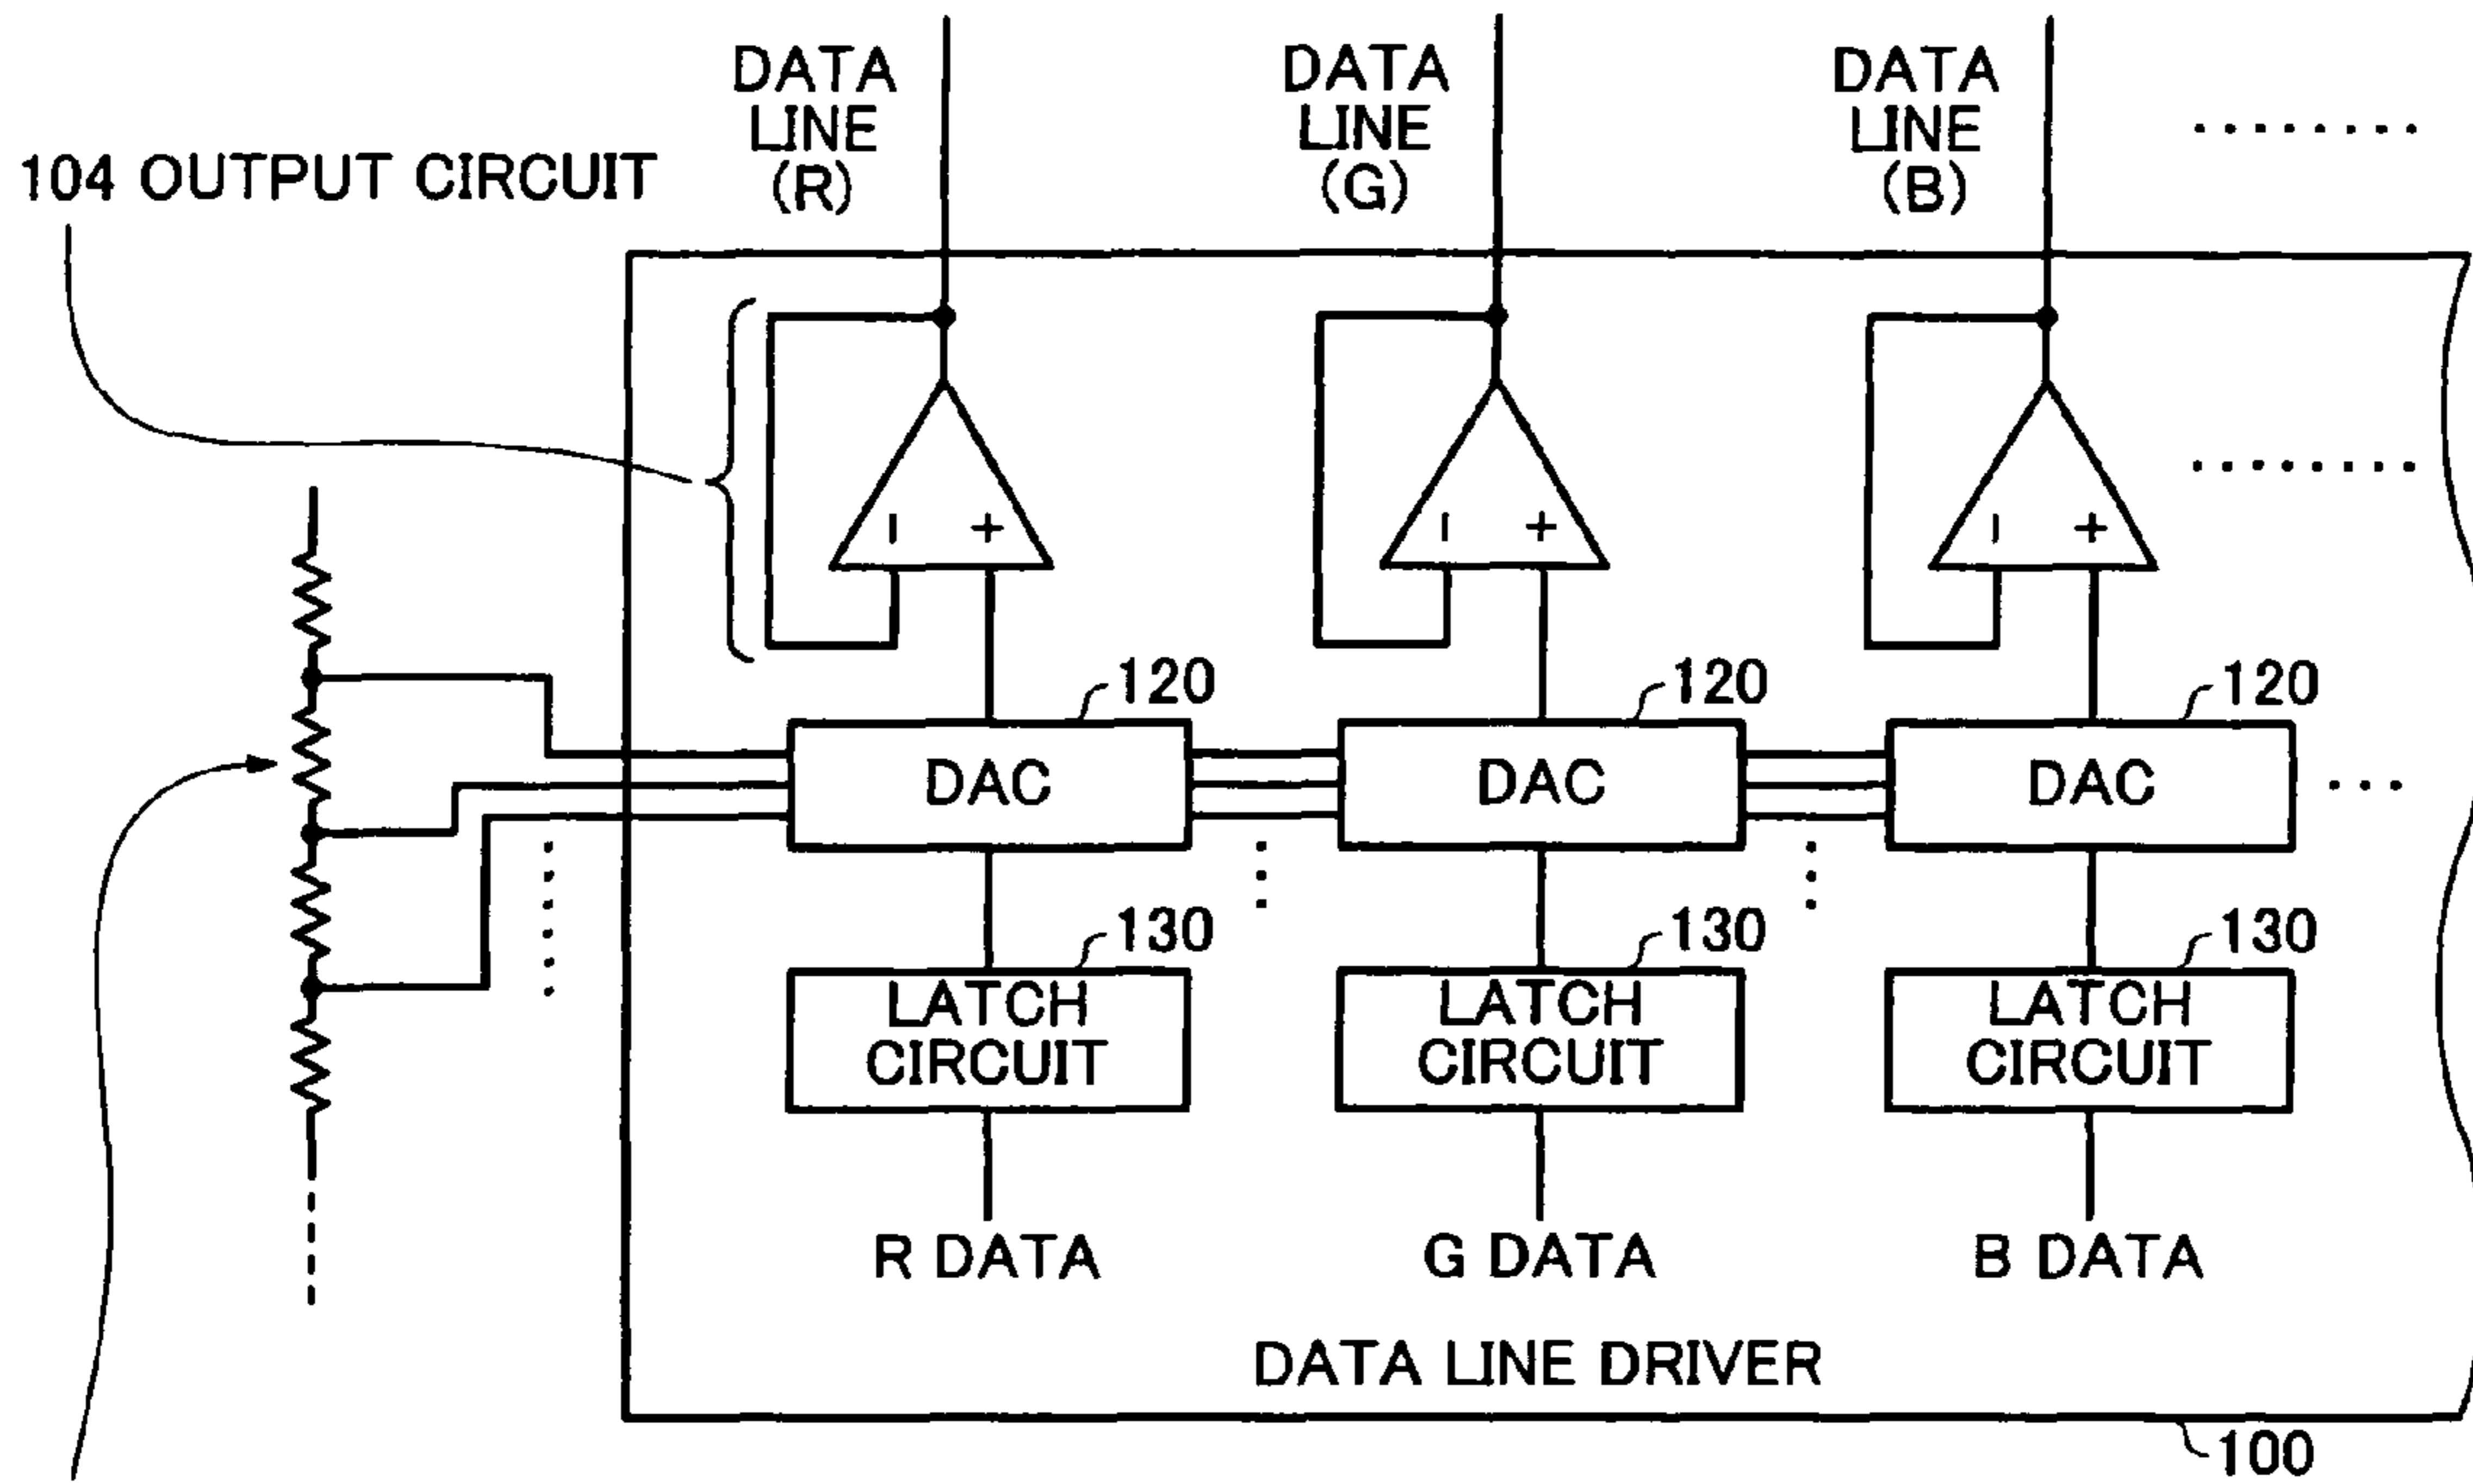 DATA
LINE
(R)
DATA
LINE
(G)
DATA
LINE
(B)
104 OUTPUT CIRCUIT
− +
− +
− +
120
120
120
DAC
DAC
DAC
130
130
130
LATCH
CIRCUIT
LATCH
CIRCUIT
LATCH
CIRCUIT
R DATA
G DATA
B DATA
DATA LINE DRIVER
100